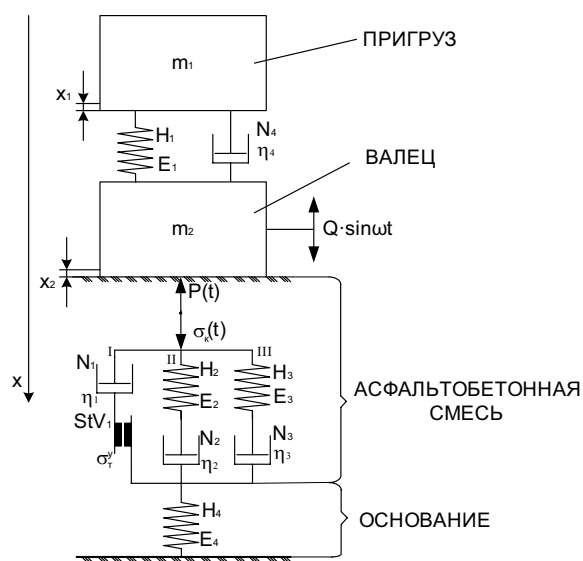 ПРИГРУЗ
m₁
x₁
H₁
E₁
N₄
η₄
ВАЛЕЦ
m₂
Q·sinωt
x₂
P(t)
σₖ(t)
I
II
III
N₁
η₁
H₂
E₂
H₃
E₃
x
АСФАЛЬТОБЕТОННАЯ
СМЕСЬ
StV₁
σᵧᵀ
N₂
η₂
N₃
η₃
H₄
E₄
ОСНОВАНИЕ